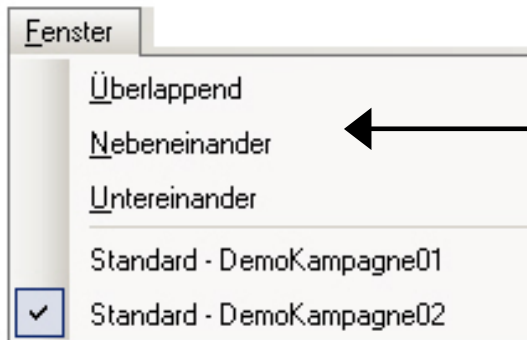 Fenster
Überlappend
Nebeneinander
Untereinander
Standard - DemoKampagne01
Standard - DemoKampagne02